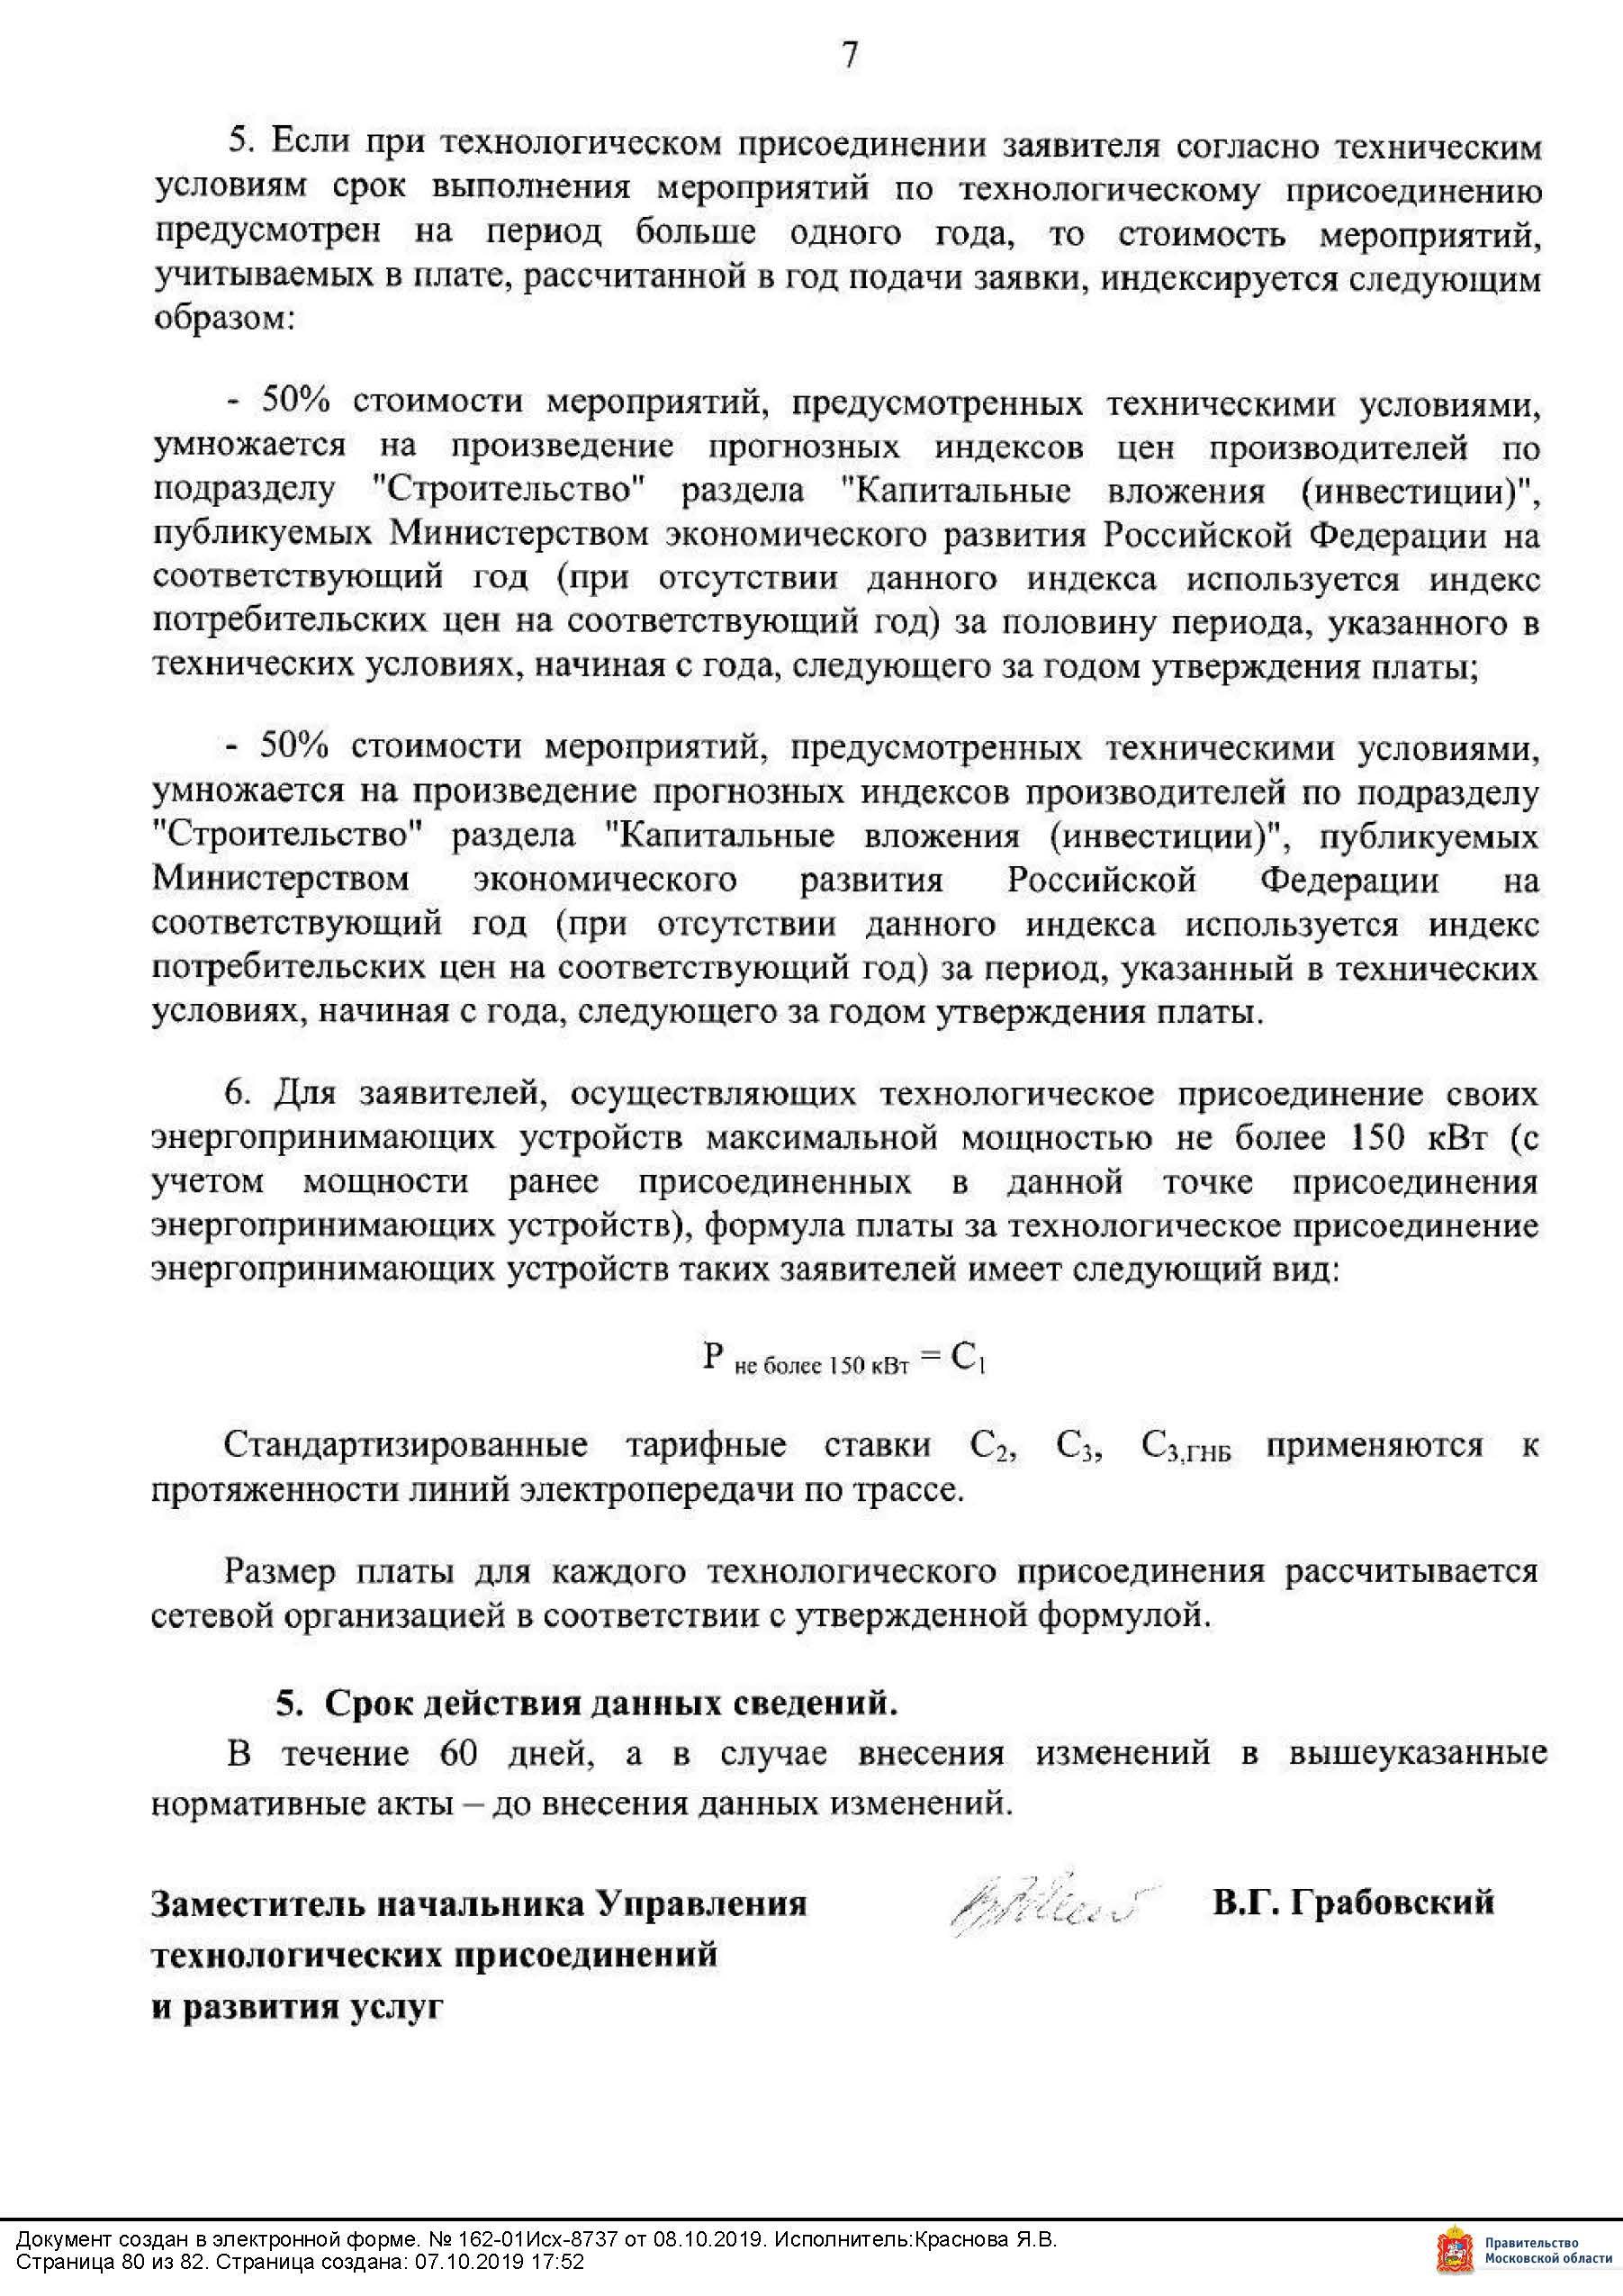 7
5. Если при технологическом присоединении заявителя согласно техническим
условиям срок выполнения мероприятий по технологическому присоединению
предусмотрен на период больше одного года, то стоимость мероприятий,
учитываемых в плате, рассчитанной в год подачи заявки, индексируется следующим
образом:
- 50% стоимости мероприятий, предусмотренных техническими условиями,
умножается на произведение прогнозных индексов цен производителей по
подразделу "Строительство" раздела "Капитальные вложения (инвестиции)",
публикуемых Министерством экономического развития Российской Федерации на
соответствующий год (при отсутствии данного индекса используется индекс
потребительских цен на соответствующий год) за половину периода, указанного в
технических условиях, начиная с года, следующего за годом утверждения платы;
- 50% стоимости мероприятий, предусмотренных техническими условиями,
умножается на произведение прогнозных индексов производителей по подразделу
"Строительство" раздела "Капитальные вложения (инвестиции)", публикуемых
Министерством экономического развития Российской Федерации на
соответствующий год (при отсутствии данного индекса используется индекс
потребительских цен на соответствующий год) за период, указанный в технических
условиях, начиная с года, следующего за годом утверждения платы.
6. Для заявителей, осуществляющих технологическое присоединение своих
энергопринимающих устройств максимальной мощностью не более 150 кВт (с
учетом мощности ранее присоединенных в данной точке присоединения
энергопринимающих устройств), формула платы за технологическое присоединение
энергопринимающих устройств таких заявителей имеет следующий вид:
Р не более 150 кВт = С1
Стандартизированные тарифные ставки С2, С3, С3,ГНБ применяются к
протяженности линий электропередачи по трассе.
Размер платы для каждого технологического присоединения рассчитывается
сетевой организацией в соответствии с утвержденной формулой.
5. Срок действия данных сведений.
В течение 60 дней, а в случае внесения изменений в вышеуказанные
нормативные акты – до внесения данных изменений.
Заместитель начальника Управления В.Г. Грабовский
технологических присоединений
и развития услуг
Документ создан в электронной форме. № 162-01Исх-8737 от 08.10.2019. Исполнитель:Краснова Я.В.
Страница 80 из 82. Страница создана: 07.10.2019 17:52
Правительство
Московской области